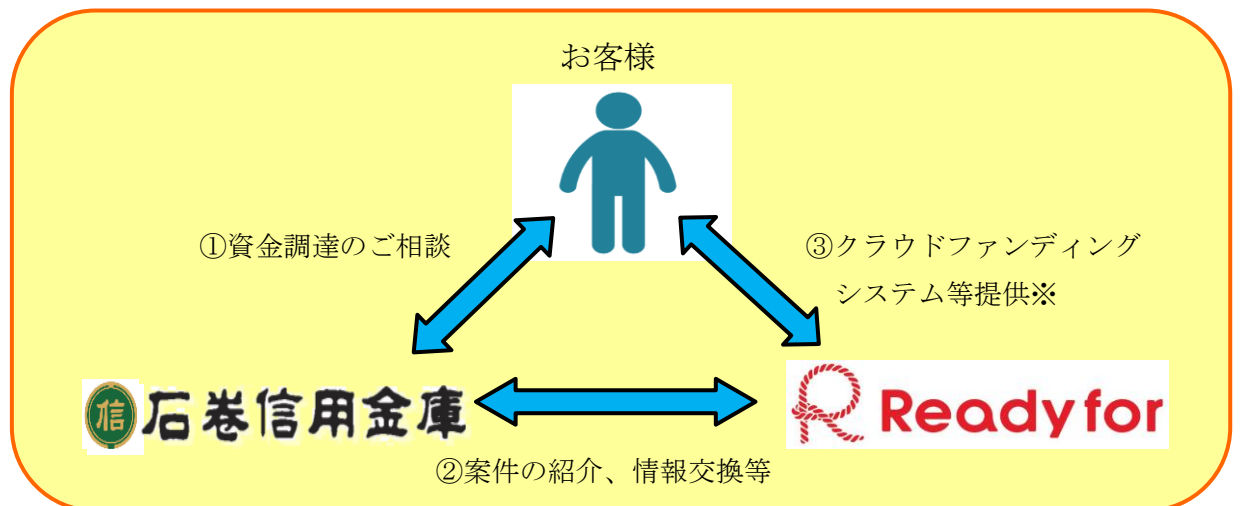 お客様
①資金調達のご相談
③クラウドファンディング
システム等提供※
信 石巻信用金庫
Readyfor
②案件の紹介、情報交換等